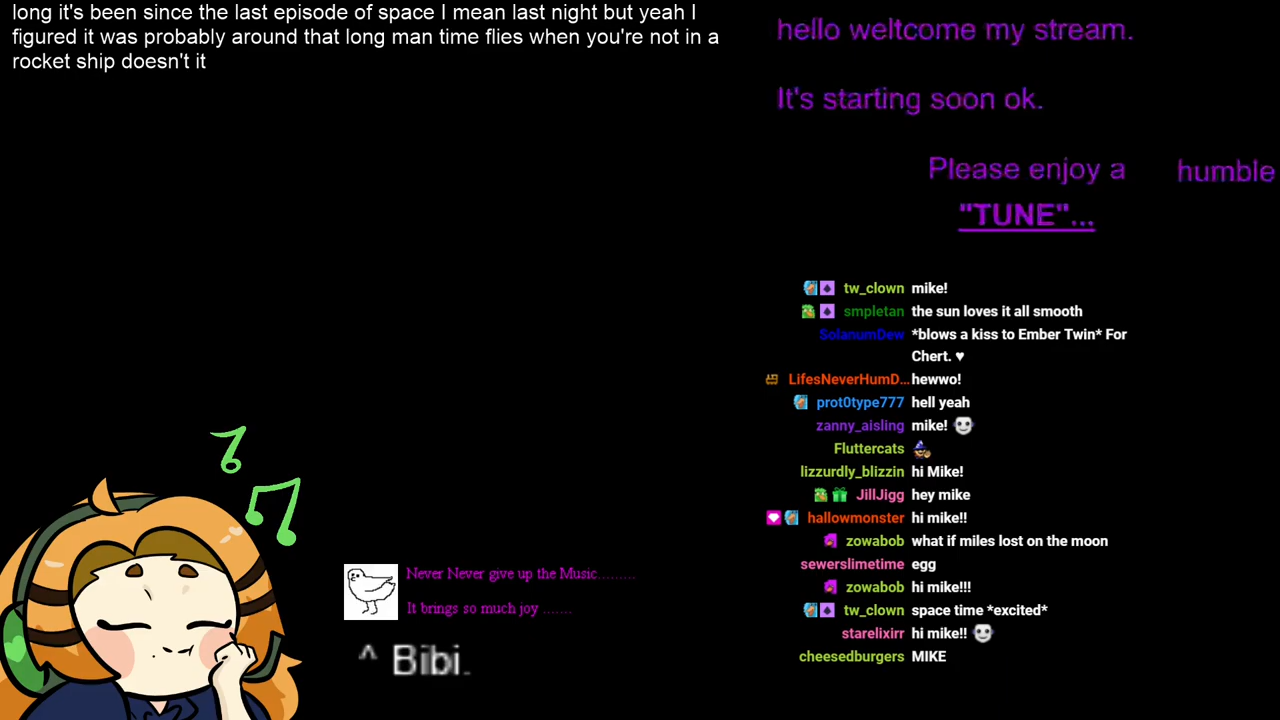 long it's been since the last episode of space I mean last night but yeah I
figured it was probably around that long man time flies when you're not in a
rocket ship doesn't it
hello weltcome my stream.
It's starting soon ok.
Please enjoy a humble
"TUNE"...
tw_clown mike!
smpletan the sun loves it all smooth
SolanumDew *blows a kiss to Ember Twin* For
Chert. ♥
LifesNeverHumD... hewwo!
prot0type777 hell yeah
zanny_aisling mike!
Fluttercats
lizzurdly_blizzin hi Mike!
JillJigg hey mike
hallowmonster hi mike!!
zowabob what if miles lost on the moon
sewerslimetime egg
zowabob hi mike!!!
tw_clown space time *excited*
starelixirr hi mike!!
cheesedburgers MIKE
Never Never give up the Music.........
It brings so much joy .......
^ Bibi.